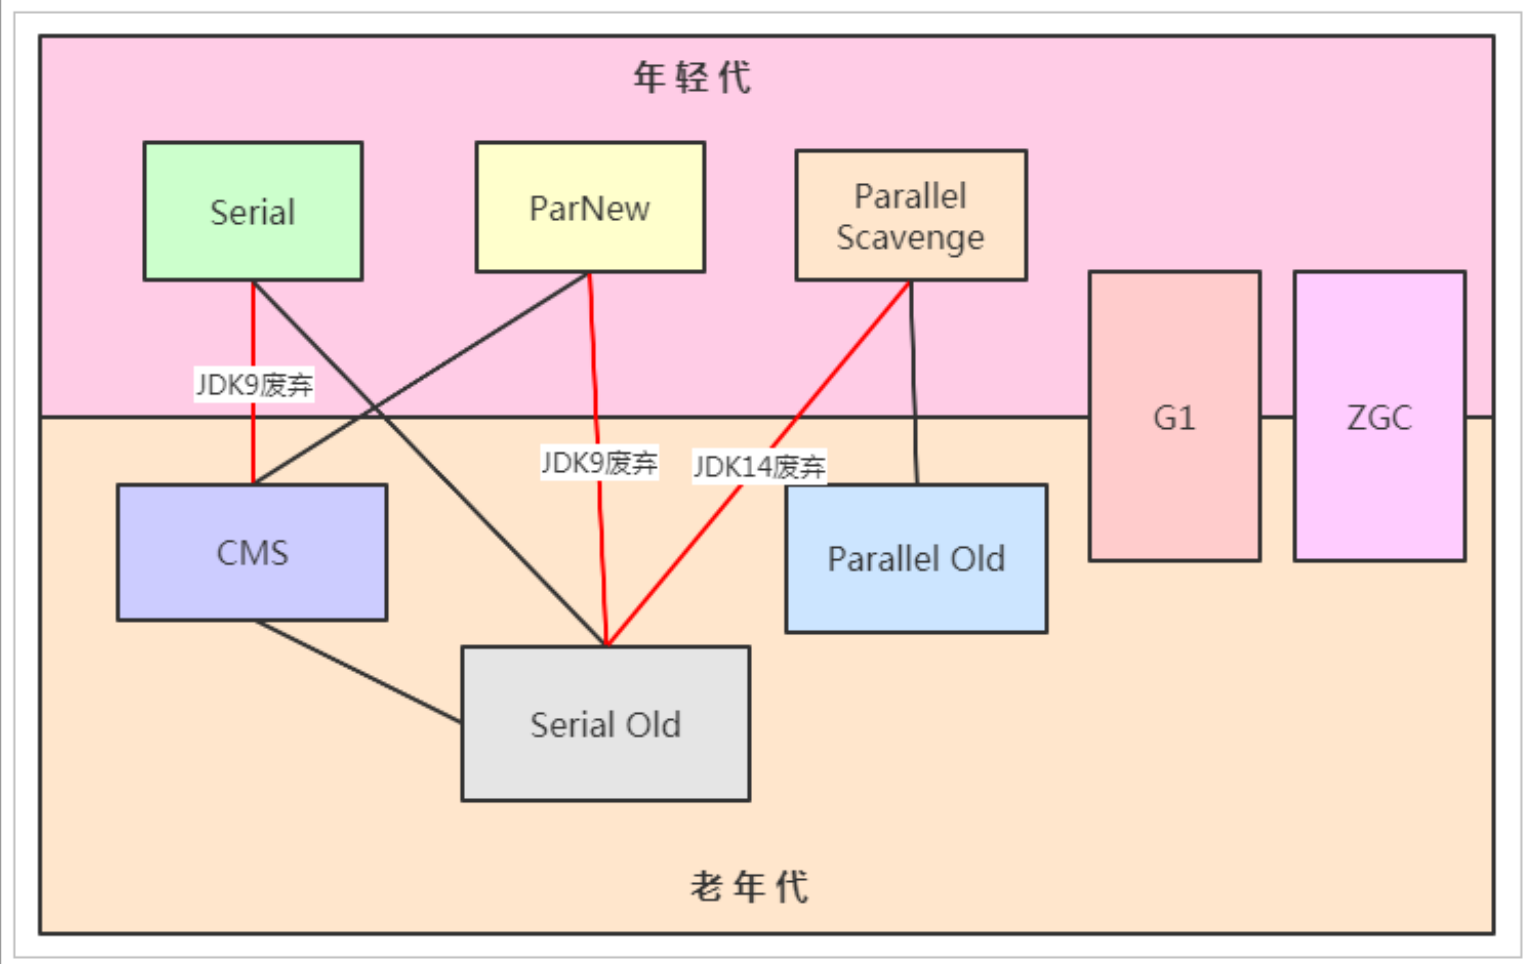 年轻代
Serial
ParNew
Parallel
Scavenge
JDK9废弃
G1
ZGC
JDK9废弃
JDK14废弃
CMS
Parallel Old
Serial Old
老年代